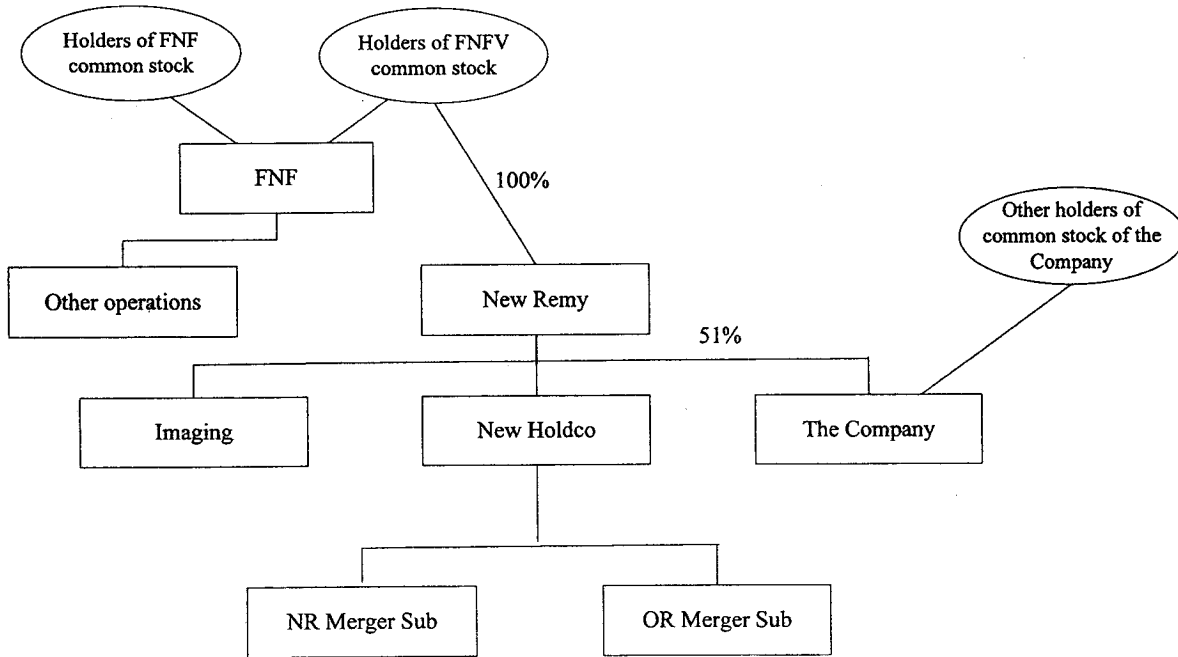 Holders of FNF
common stock
Holders of FNFV
common stock
FNF
100%
Other holders of
common stock of the
Company
Other operations
New Remy
51%
Imaging
New Holdco
The Company
NR Merger Sub
OR Merger Sub